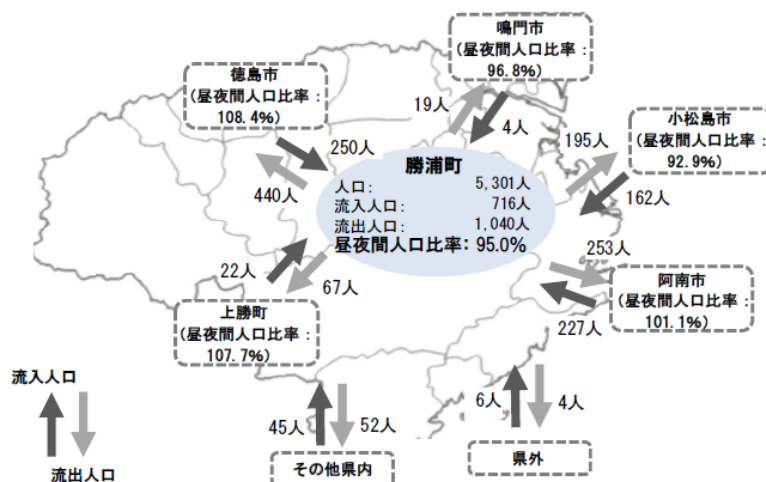 鳴門市
(昼夜間人口比率：
96.8%)
徳島市
(昼夜間人口比率：
108.4%)
19人
4人
小松島市
(昼夜間人口比率：
92.9%)
195人
250人
162人
勝浦町
人口： 5,301人
流入人口： 716人
流出人口： 1,040人
昼夜間人口比率： 95.0%
440人
253人
22人
67人
阿南市
(昼夜間人口比率：
101.1%)
227人
上勝町
(昼夜間人口比率：
107.7%)
流入人口
流出人口
45人
52人
その他県内
6人
4人
県外